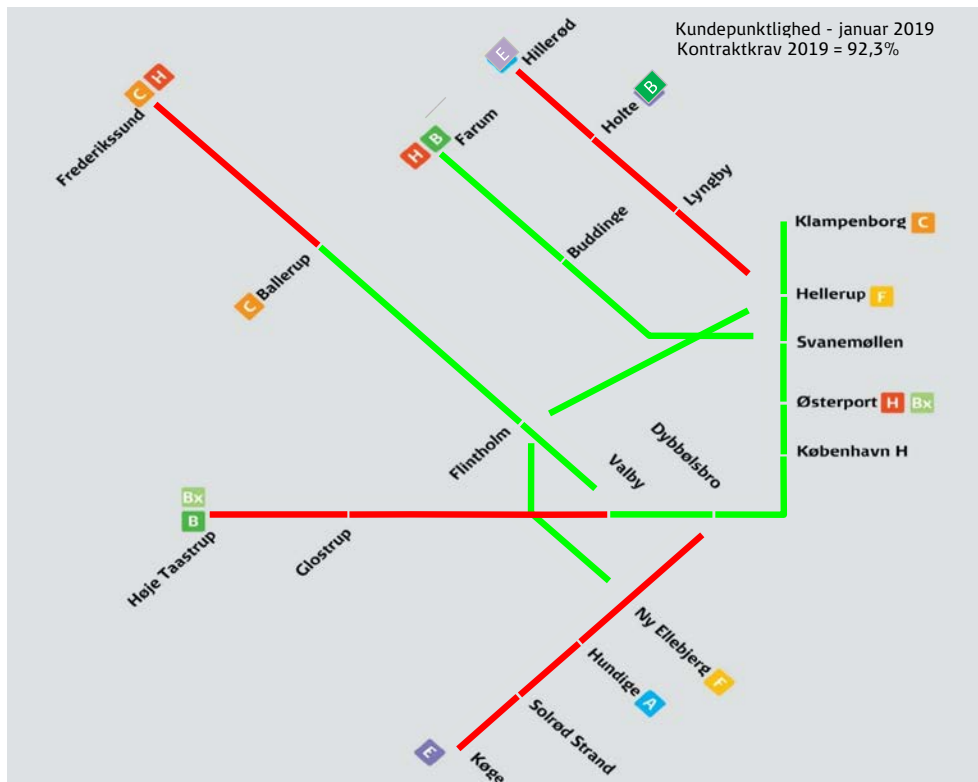 Kundepunktlighed - januar 2019
Kontraktkrav 2019 = 92,3%
E
Hillerød
B
Holte
Lyngby
C H
Frederikssund
H B
Farum
Buddinge
C
Ballerup
Klampenborg C
Hellerup F
Svanemøllen
Østerport H Bx
København H
Flintholm
Valby
Dybbølsbro
Bx
B
Høje Taastrup
Glostrup
Ny Ellebjerg F
Hundige A
Solrød Strand
E
Køge